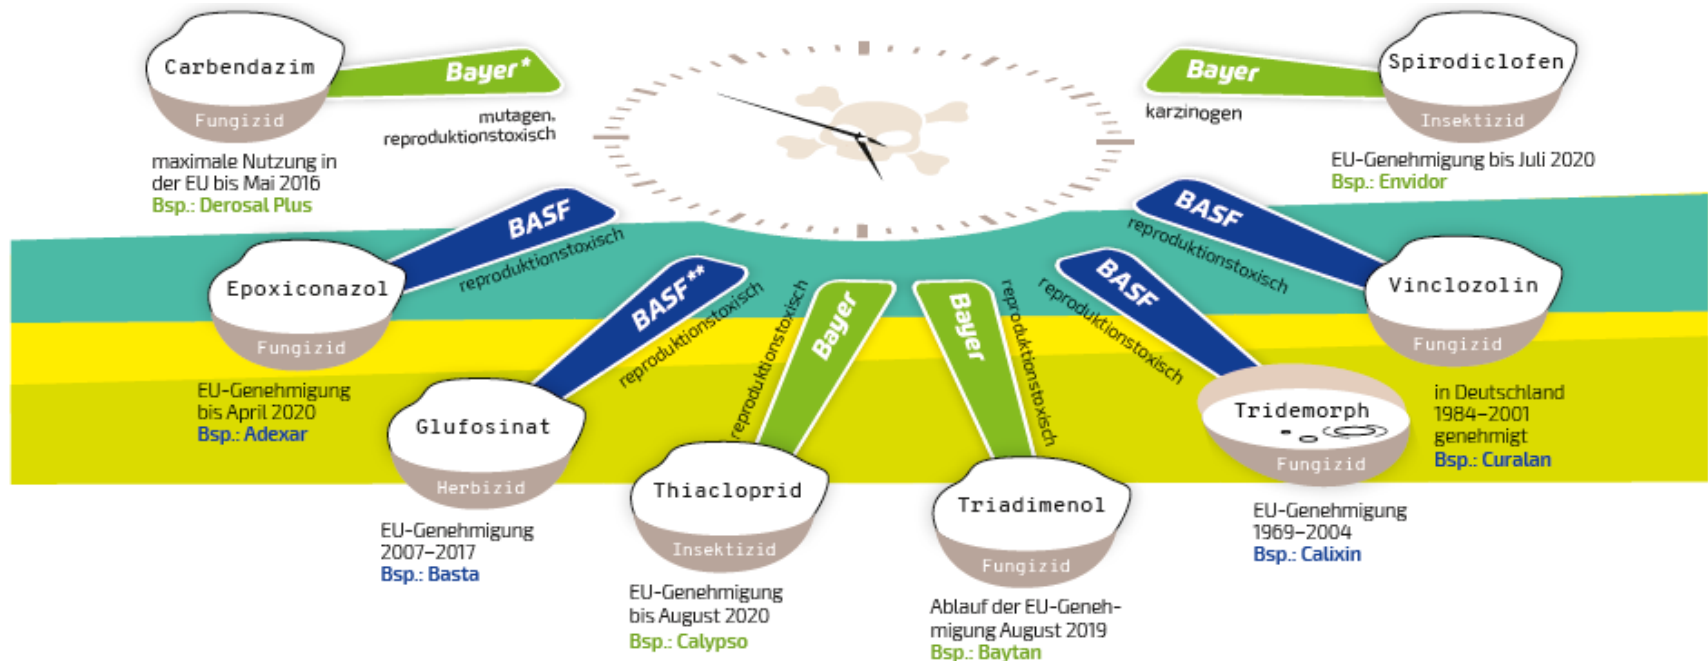 Carbendazim
Fungizid
Bayer*
mutagen,
reproduktionstoxisch
maximale Nutzung in
der EU bis Mai 2016
Bsp.: Derosal Plus
Bayer
karzinogen
Spirodiclofen
Insektizid
EU-Genehmigung bis Juli 2020
Bsp.: Envidor
BASF
reproduktionstoxisch
Epoxiconazol
Fungizid
EU-Genehmigung
bis April 2020
Bsp.: Adexar
BASF
reproduktionstoxisch
Vinclozolin
Fungizid
in Deutschland
1984–2001
genehmigt
Bsp.: Curalan
BASF**
reproduktionstoxisch
Glufosinat
Herbizid
EU-Genehmigung
2007–2017
Bsp.: Basta
Bayer
reproduktionstoxisch
Thiacloprid
Insektizid
EU-Genehmigung
bis August 2020
Bsp.: Calypso
Bayer
reproduktionstoxisch
Triadimenol
Fungizid
Ablauf der EU-Geneh-
migung August 2019
Bsp.: Baytan
BASF
reproduktionstoxisch
Tridemorph
Fungizid
EU-Genehmigung
1969–2004
Bsp.: Calixin